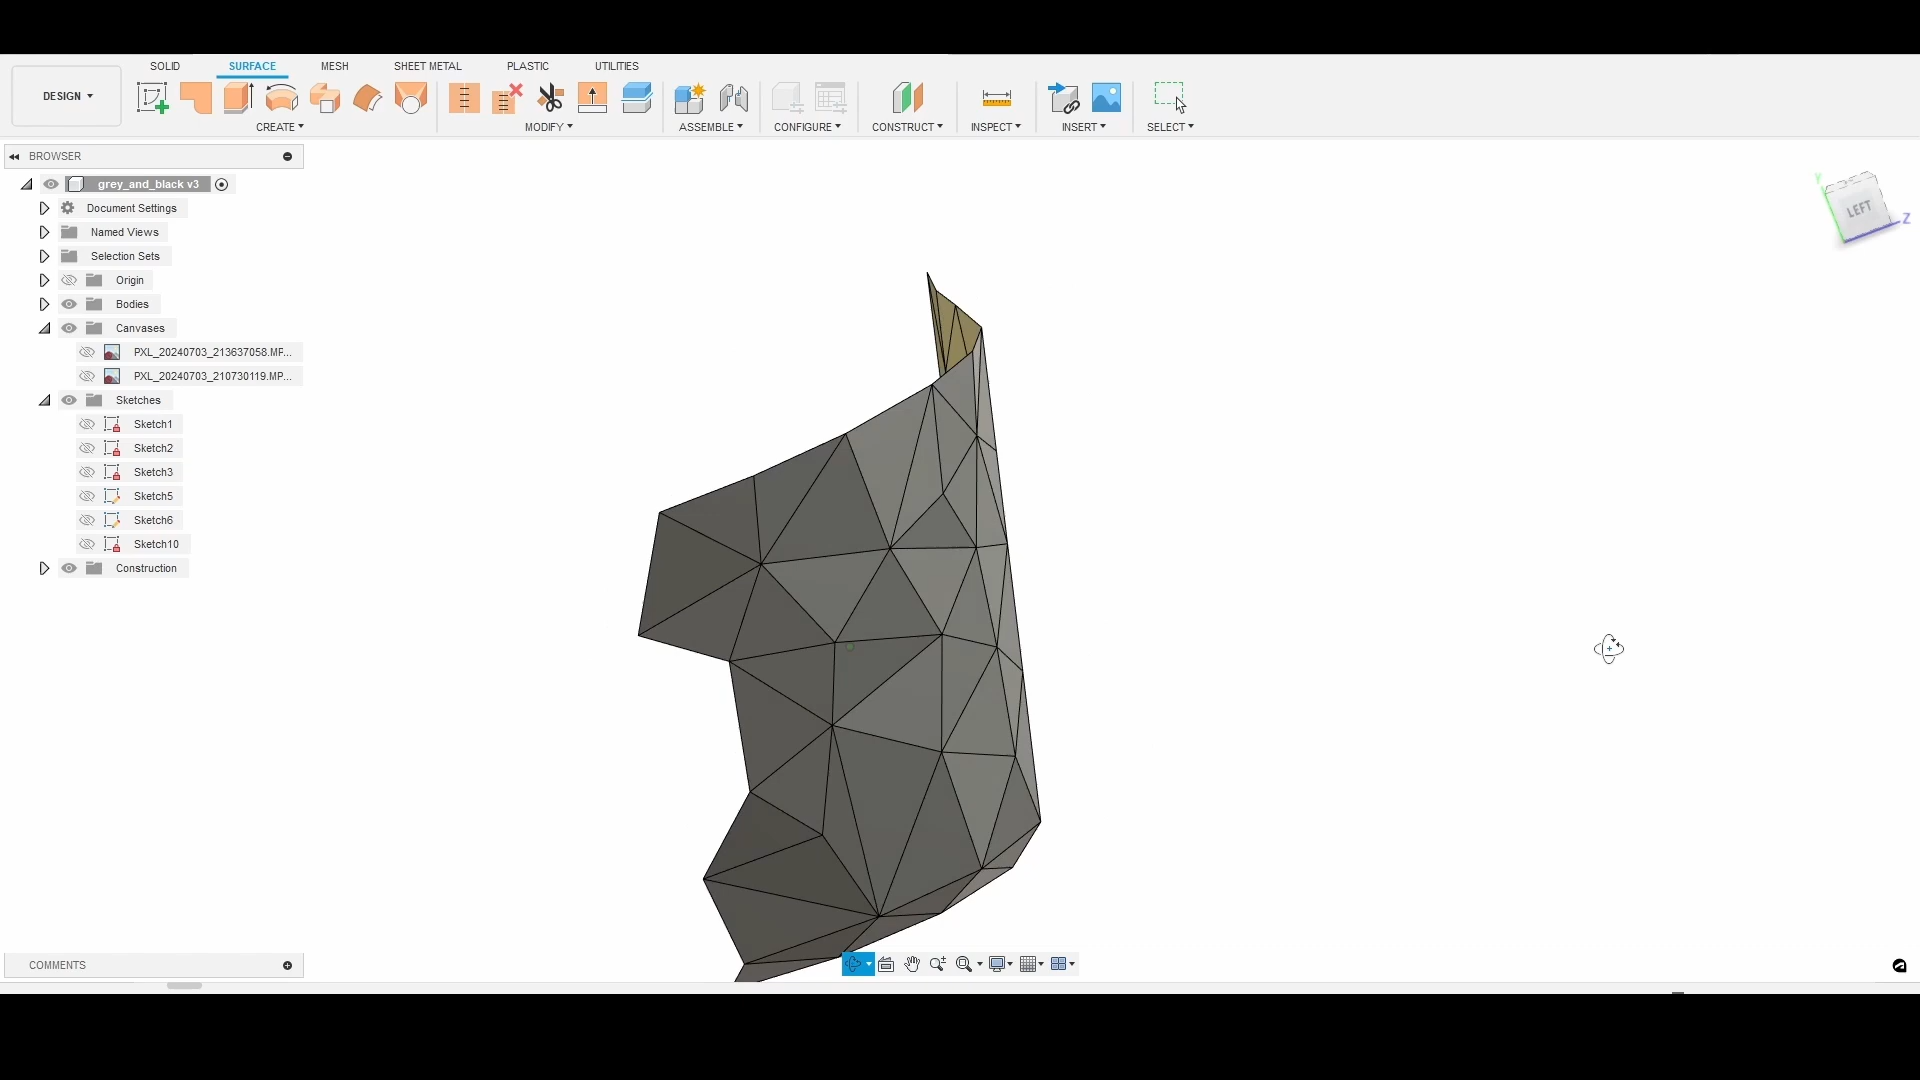 SOLID SURFACE MESH SHEET METAL PLASTIC UTILITIES
DESIGN
CREATE MODIFY ASSEMBLE CONFIGURE CONSTRUCT INSPECT INSERT SELECT
BROWSER
grey_and_black v3
Document Settings
Named Views
Selection Sets
Origin
Bodies
Canvases
PXL_20240703_213637058.MP...
PXL_20240703_210730119.MP...
Sketches
Sketch1
Sketch2
Sketch3
Sketch5
Sketch6
Sketch10
Construction
Y
LEFT
Z
COMMENTS